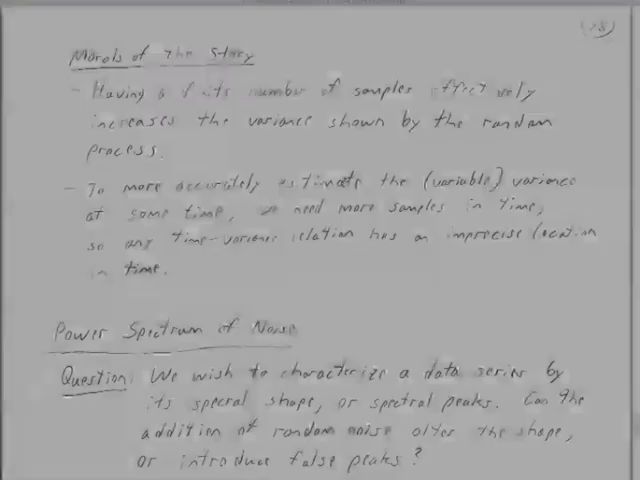 (18)
Morals of The Story
- Having a finite number of samples effectively
increases the variance shown by the random
process.
- To more accurately estimate the (variable) variance
at some time, we need more samples in time,
so any time-variance relation has an imprecise location
in time.
Power Spectrum of Noise
Question: We wish to characterize a data series by
its specral shape, or spectral peaks. Can the
addition of random noise alter the shape,
or introduce false peaks?